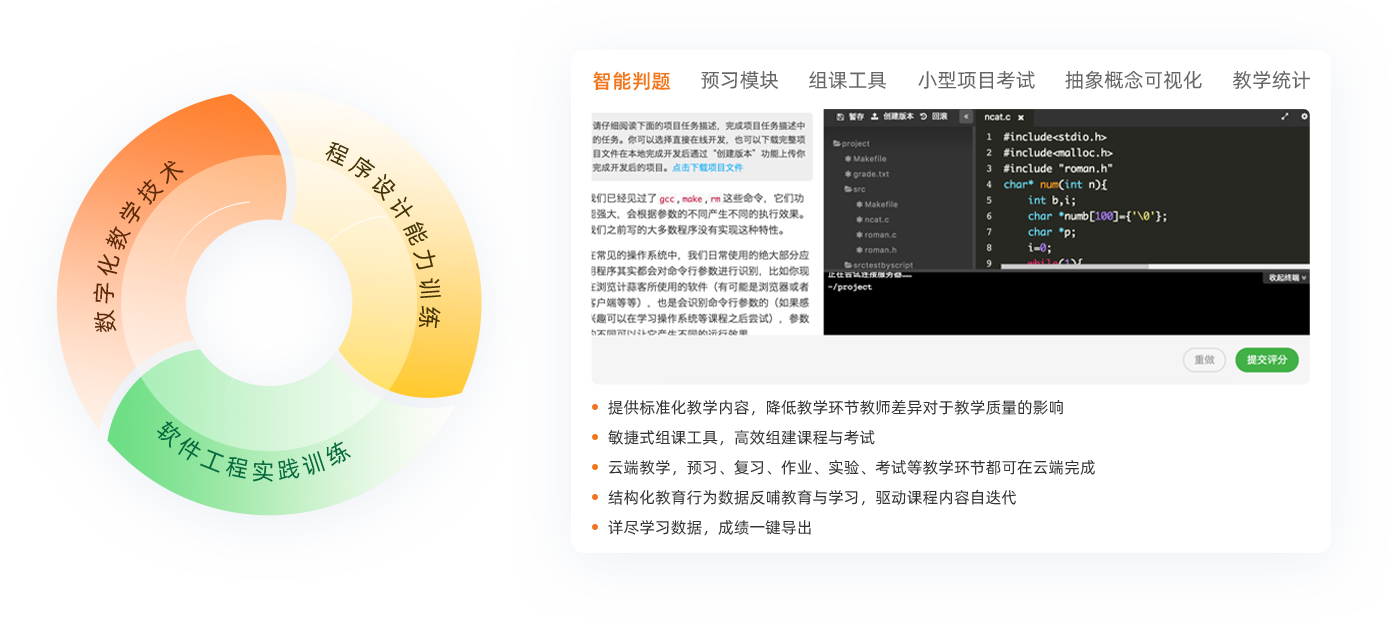 数字化教学技术
程序设计能力训练
软件工程实践训练
智能判题 预习模块 组课工具 小型项目考试 抽象概念可视化 教学统计
请仔细阅读下面的项目任务描述，完成项目任务描述中
的任务。你可以选择直接在线开发，也可以下载完整项
目文件在本地完成开发后通过“创建版本”功能上传你
完成开发后的项目。点击下载项目文件
我们已经见过了 gcc , make , rm 这些命令，它们功
能强大，会根据参数的不同产生不同的执行效果。
我们之前写的大多数程序没有实现这种特性。
在常见的操作系统中，我们日常使用的绝大部分应
用程序其实都会对命令行参数进行识别，比如你现
在浏览计蒜客所使用的软件（有可能是浏览器或者
客户端等等），也是会识别命令行参数的（如果感
兴趣可以在学习操作系统等课程之后尝试），参数
的不同可以让它产生不同的运行效果
暂存 创建版本 回滚 «
project
Makefile
grade.txt
src
Makefile
ncat.c
roman.c
roman.h
srctestbyscript
ncat.c ×
1 #include<stdio.h>
2 #include<malloc.h>
3 #include "roman.h"
4 char* num(int n){
5 int b,i;
6 char *numb[100]={'\0'};
7 char *p;
8 i=0;
9 while(1){
正在尝试连接服务器……
~/project
收起终端
重做 提交评分
提供标准化教学内容，降低教学环节教师差异对于教学质量的影响
敏捷式组课工具，高效组建课程与考试
云端教学，预习、复习、作业、实验、考试等教学环节都可在云端完成
结构化教育行为数据反哺教育与学习，驱动课程内容自迭代
详尽学习数据，成绩一键导出